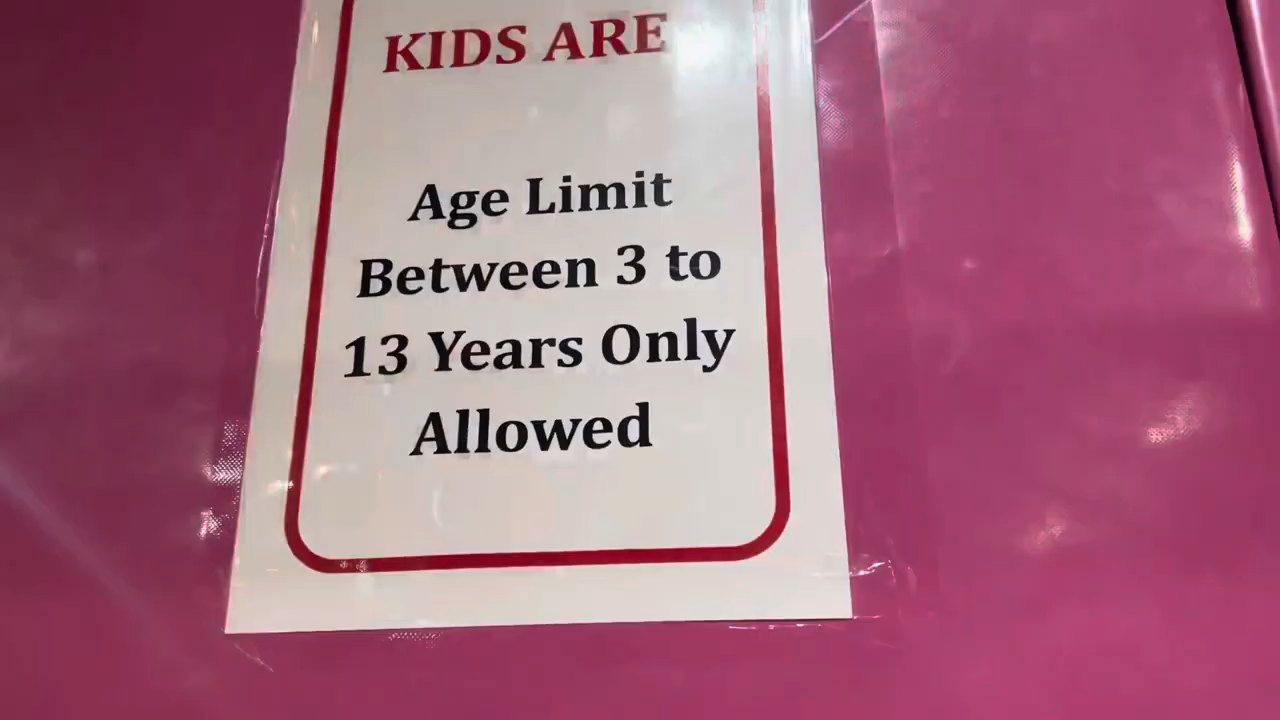 KIDS ARE
Age Limit
Between 3 to
13 Years Only
Allowed